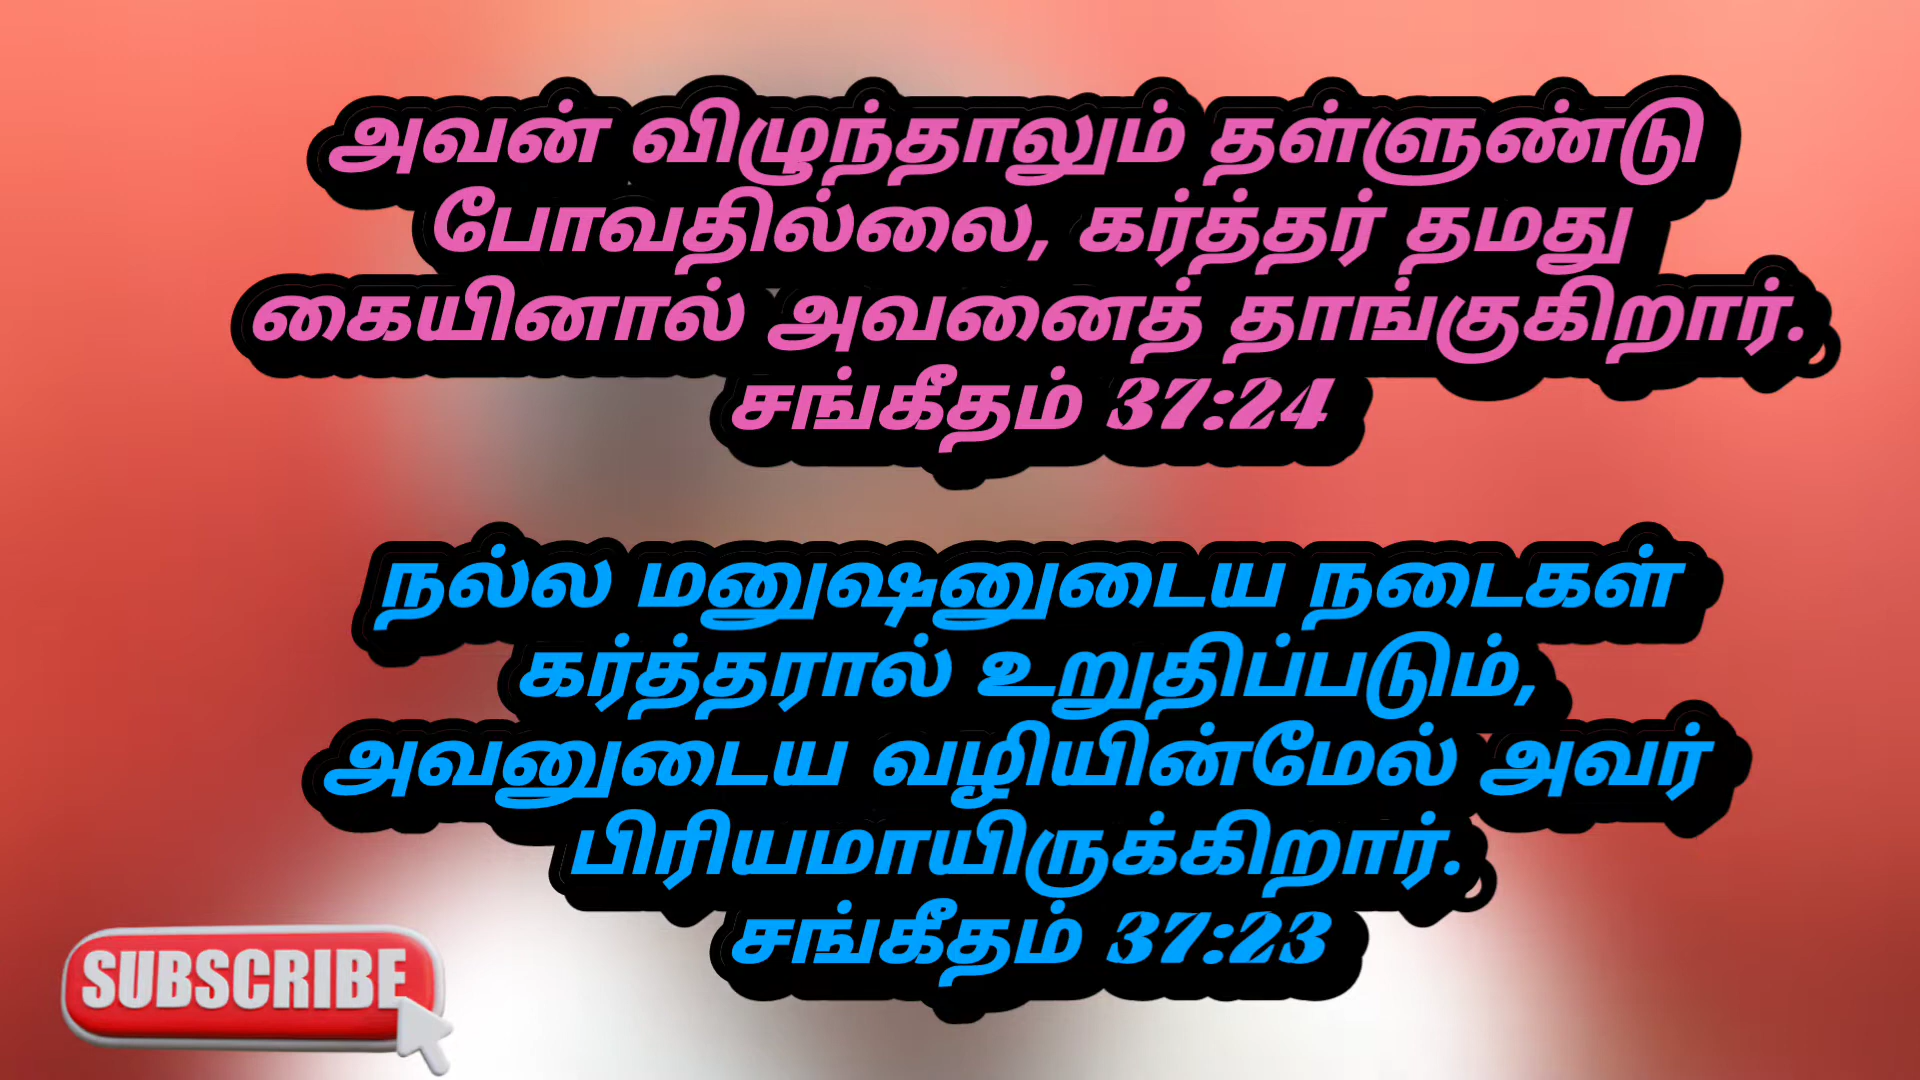 அவன் விழுந்தாலும் தள்ளுண்டு
போவதில்லை, கர்த்தர் தமது
கையினால் அவனைத் தாங்குகிறார்.
சங்கீதம் 37:24
நல்ல மனுஷனுடைய நடைகள்
கர்த்தரால் உறுதிப்படும்,
அவனுடைய வழியின்மேல் அவர்
பிரியமாயிருக்கிறார்.
சங்கீதம் 37:23
SUBSCRIBE